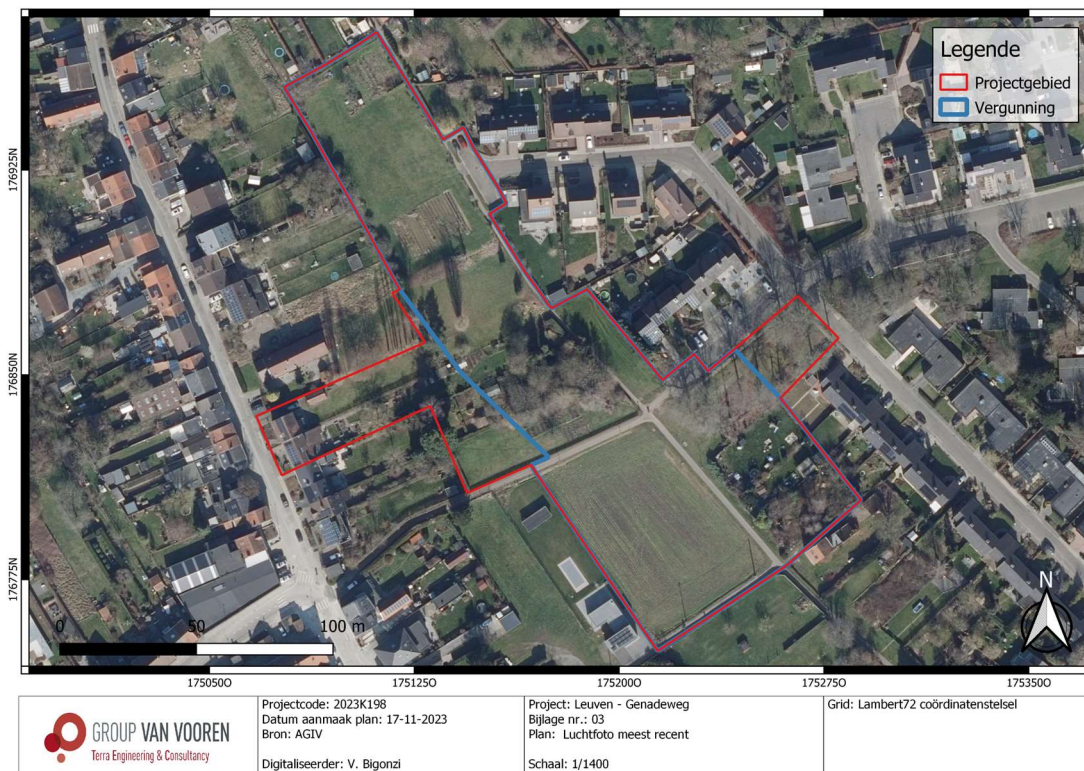 Legende
Projectgebied
Vergunning
176925N
176850N
176775N
N
0 50 100 m
175050O 175125O 175200O 175275O 175350O
GROUP VAN VOOREN
Terra Engineering & Consultancy
Projectcode: 2023K198
Datum aanmaak plan: 17-11-2023
Bron: AGIV
Digitaliseerder: V. Bigonzi
Project: Leuven - Genadeweg
Bijlage nr.: 03
Plan: Luchtfoto meest recent
Schaal: 1/1400
Grid: Lambert72 coördinatenstelsel